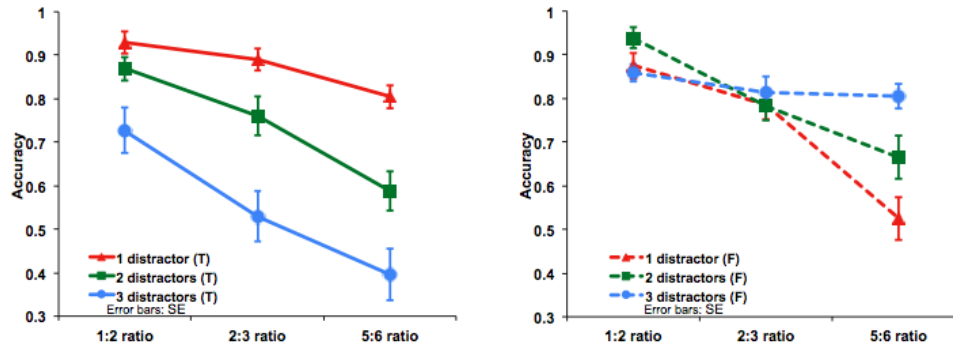 1
0.9
0.8
0.7
0.6
0.5
0.4
0.3
Accuracy
1 distractor (T)
2 distractors (T)
3 distractors (T)
Error bars: SE
1:2 ratio 2:3 ratio 5:6 ratio
1
0.9
0.8
0.7
0.6
0.5
0.4
0.3
Accuracy
1 distractor (F)
2 distractors (F)
3 distractors (F)
Error bars: SE
1:2 ratio 2:3 ratio 5:6 ratio